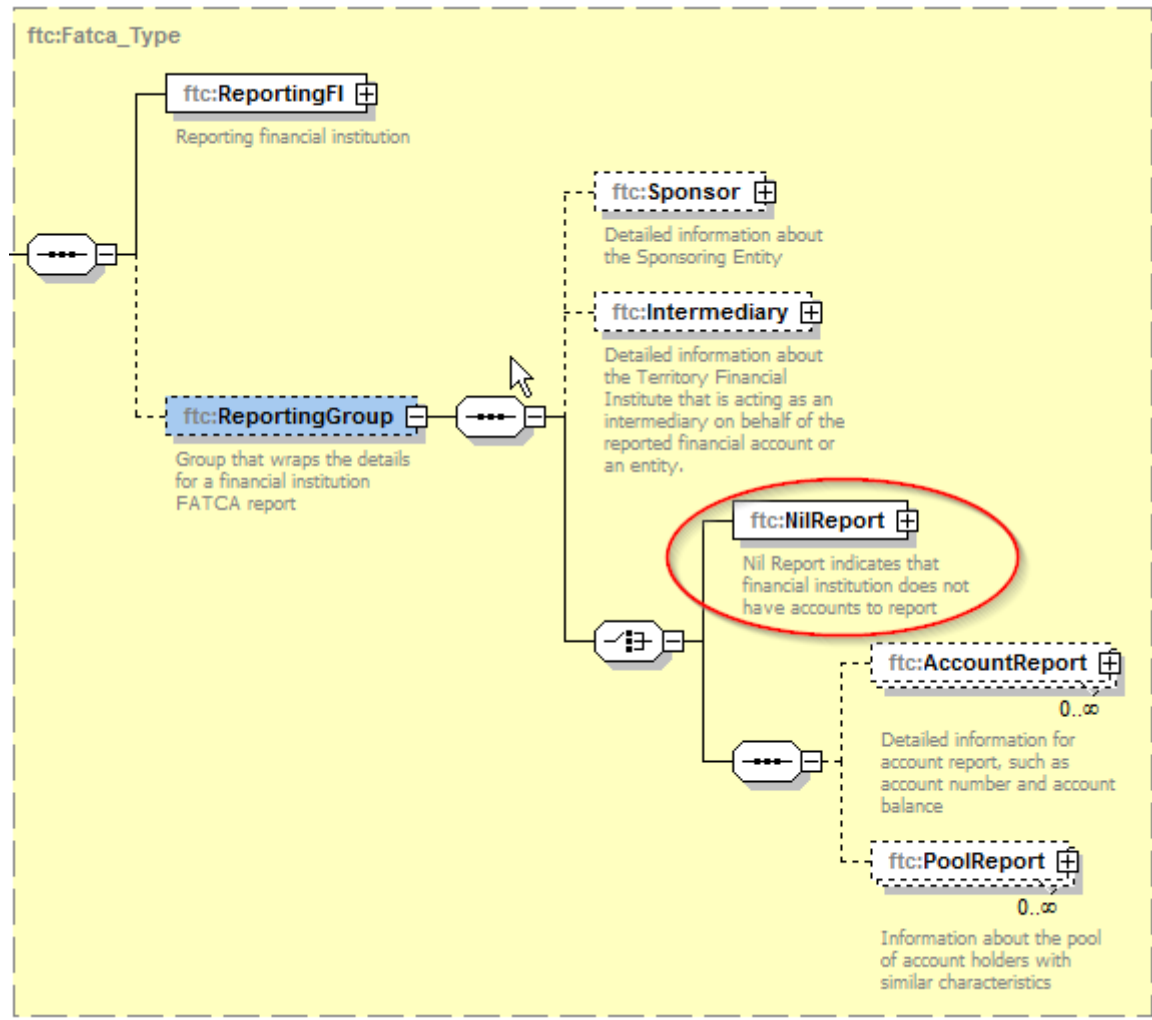 ftc:Fatca_Type
ftc:ReportingFI
Reporting financial institution
ftc:Sponsor
Detailed information about
the Sponsoring Entity
ftc:Intermediary
Detailed information about
the Territory Financial
Institute that is acting as an
intermediary on behalf of the
reported financial account or
an entity.
ftc:ReportingGroup
Group that wraps the details
for a financial institution
FATCA report
ftc:NilReport
Nil Report indicates that
financial institution does not
have accounts to report
ftc:AccountReport
0..∞
Detailed information for
account report, such as
account number and account
balance
ftc:PoolReport
0..∞
Information about the pool
of account holders with
similar characteristics